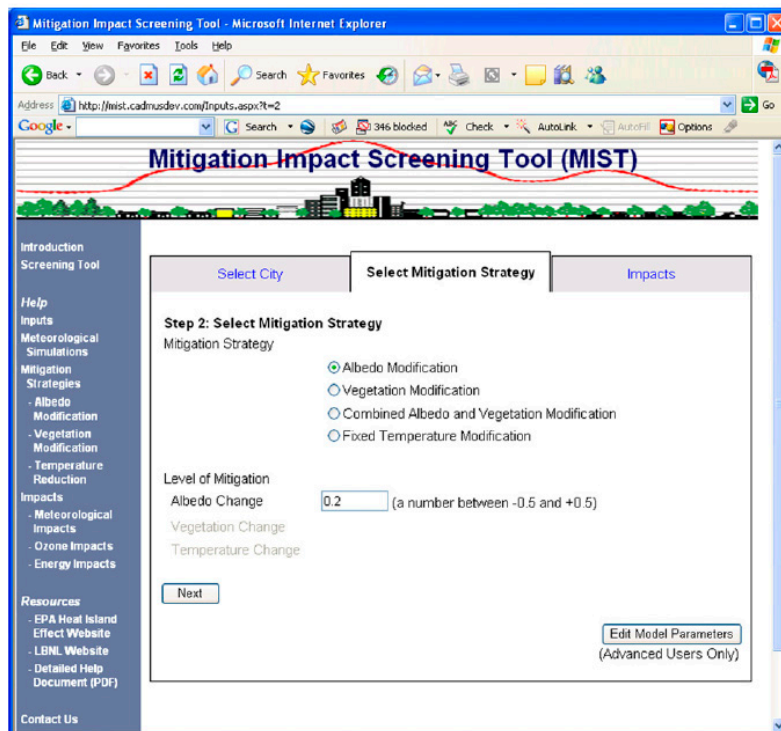 Mitigation Impact Screening Tool - Microsoft Internet Explorer
File Edit View Favorites Tools Help
Back Search Favorites
Address http://mist.cadmusdev.com/Inputs.aspx?t=2 Go
Google Search 346 blocked ABC Check AutoLink AutoFill Options
Mitigation Impact Screening Tool (MIST)
Introduction
Screening Tool
Help
Inputs
Meteorological
Simulations
Mitigation
Strategies
- Albedo
Modification
- Vegetation
Modification
- Temperature
Reduction
Impacts
- Meteorological
Impacts
- Ozone Impacts
- Energy Impacts
Resources
- EPA Heat Island
Effect Website
- LBNL Website
- Detailed Help
Document (PDF)
Contact Us
Select City Select Mitigation Strategy Impacts
Step 2: Select Mitigation Strategy
Mitigation Strategy
Albedo Modification
Vegetation Modification
Combined Albedo and Vegetation Modification
Fixed Temperature Modification
Level of Mitigation
Albedo Change 0.2 (a number between -0.5 and +0.5)
Vegetation Change
Temperature Change
Next
Edit Model Parameters
(Advanced Users Only)